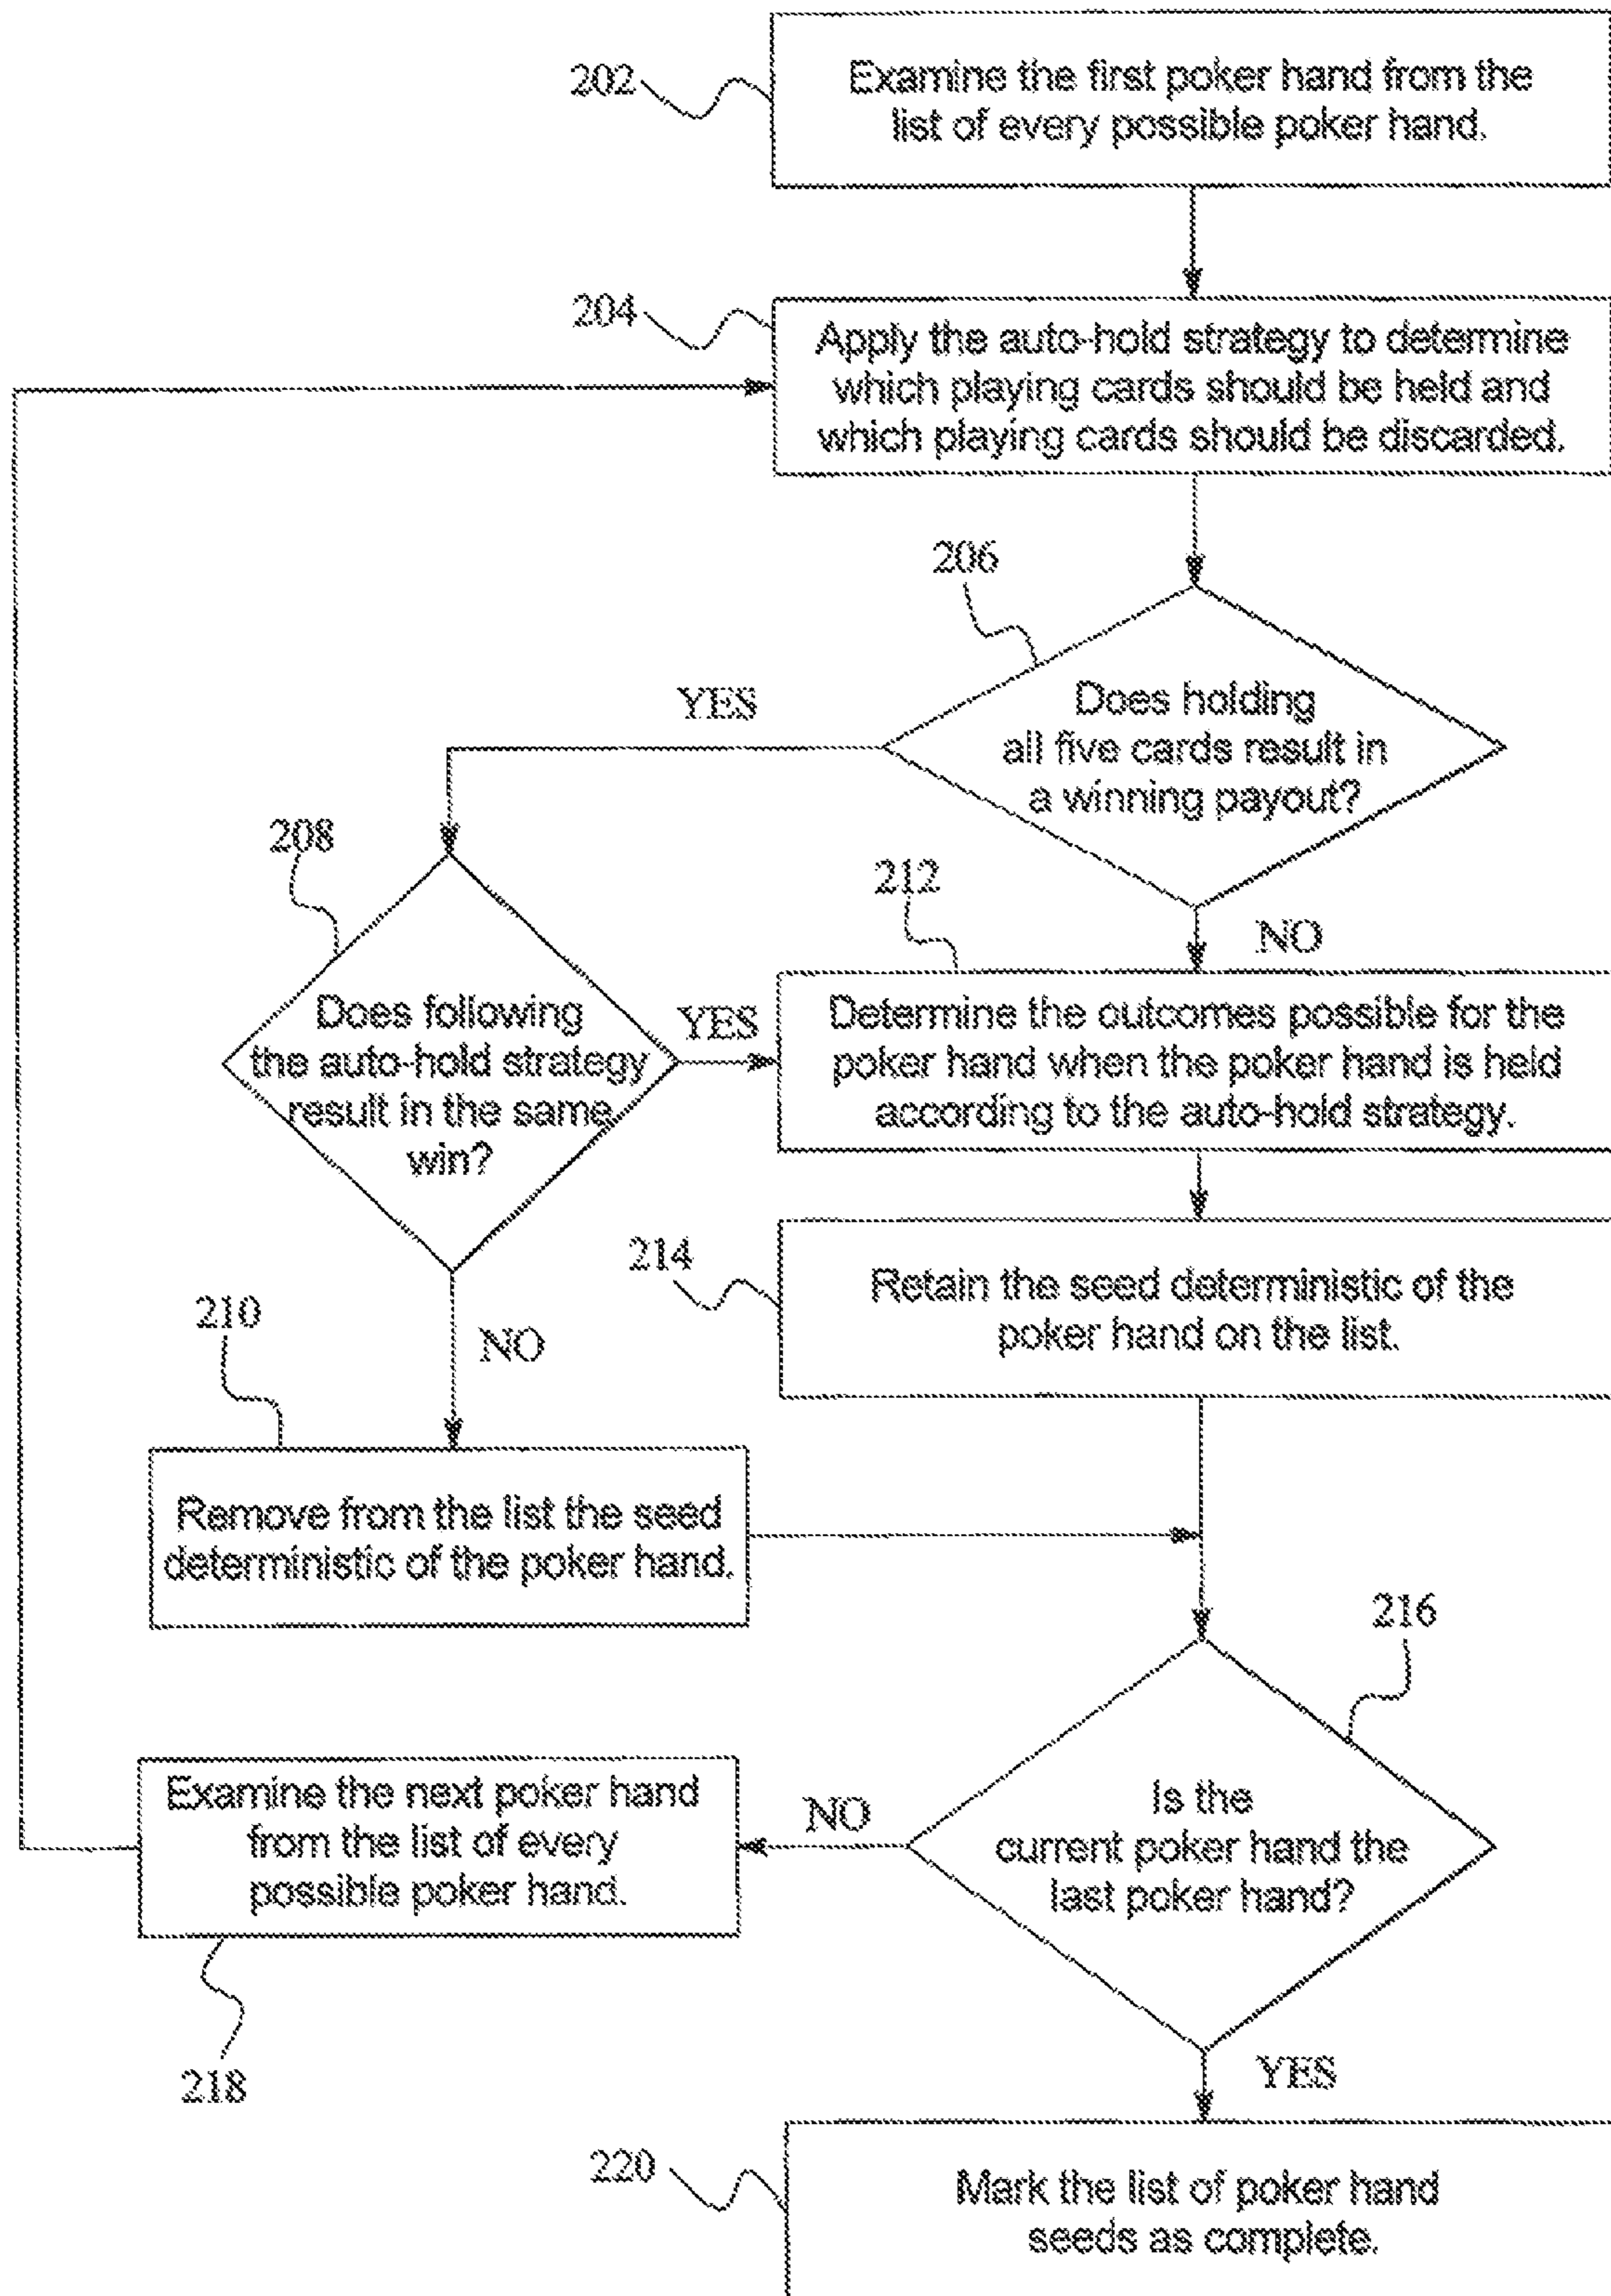 202
Examine the first poker hand from the
list of every possible poker hand.
204
Apply the auto-hold strategy to determine
which playing cards should be held and
which playing cards should be discarded.
206
Does holding
all five cards result in
a winning payout?
YES
NO
208
Does following
the auto-hold strategy
result in the same
win?
YES
NO
212
Determine the outcomes possible for the
poker hand when the poker hand is held
according to the auto-hold strategy.
214
Retain the seed deterministic of the
poker hand on the list.
210
Remove from the list the seed
deterministic of the poker hand.
216
Is the
current poker hand the
last poker hand?
NO
YES
Examine the next poker hand
from the list of every
possible poker hand.
218
220
Mark the list of poker hand
seeds as complete.